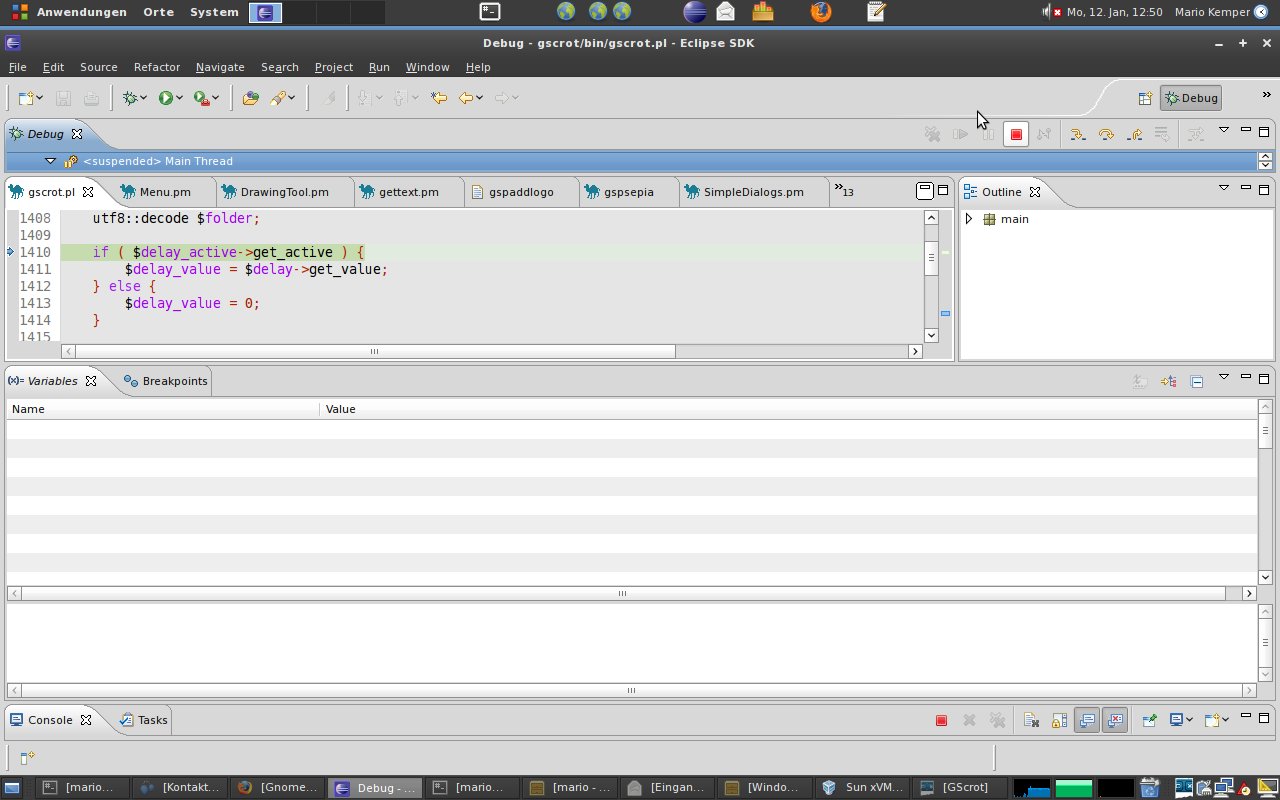 Anwendungen Orte System Mo, 12. Jan, 12:50 Mario Kemper
Debug - gscrot/bin/gscrot.pl - Eclipse SDK
File Edit Source Refactor Navigate Search Project Run Window Help
Debug
Debug
<suspended> Main Thread
gscrot.pl Menu.pm DrawingTool.pm gettext.pm gspaddlogo gspsepia SimpleDialogs.pm »13
Outline
main
1408 utf8::decode $folder;
1409
1410 if ( $delay_active->get_active ) {
1411 $delay_value = $delay->get_value;
1412 } else {
1413 $delay_value = 0;
1414 }
1415
(x)= Variables Breakpoints
Name Value
Console Tasks
[mario... [Kontakt... [Gnome... Debug - ... [mario... [mario - ... [Eingan... [Windo... Sun xVM... [GScrot]